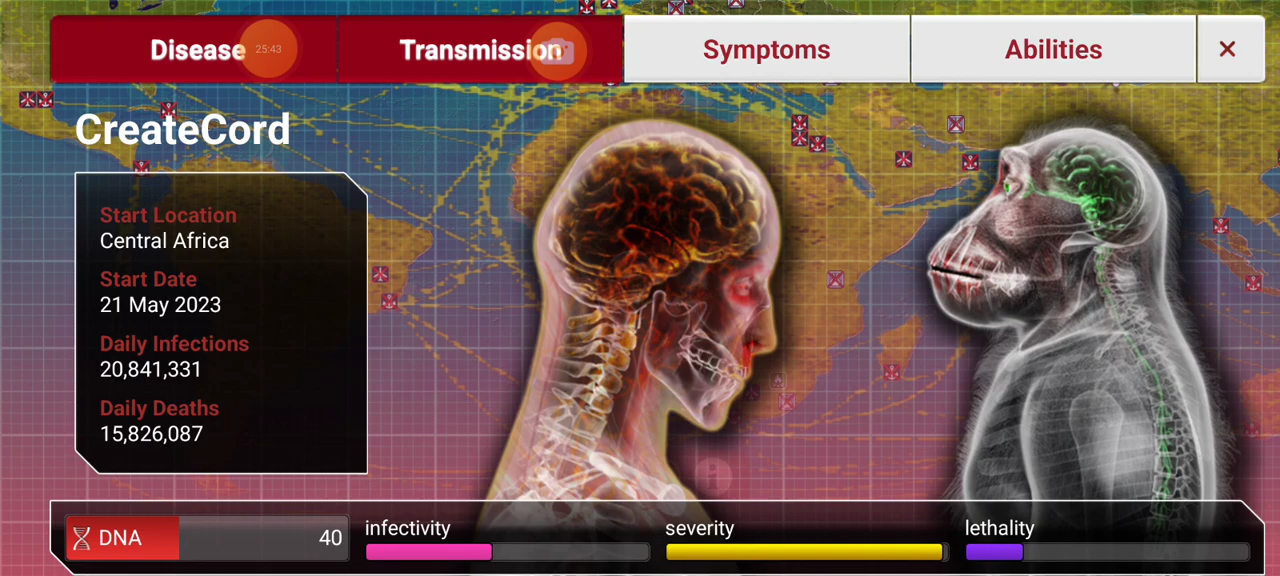 Disease
25:43
Transmission
Symptoms
Abilities
×
CreateCord
Start Location
Central Africa
Start Date
21 May 2023
Daily Infections
20,841,331
Daily Deaths
15,826,087
DNA
40
infectivity
severity
lethality